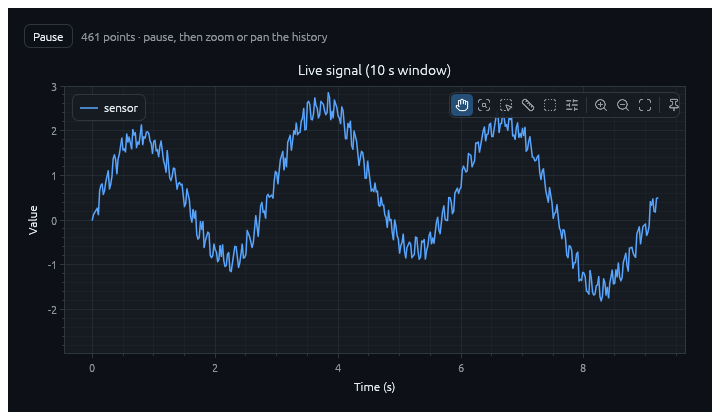 Pause 461 points · pause, then zoom or pan the history
Live signal (10 s window)
sensor
3
2
1
0
-1
-2
Value
0 2 4 6 8
Time (s)